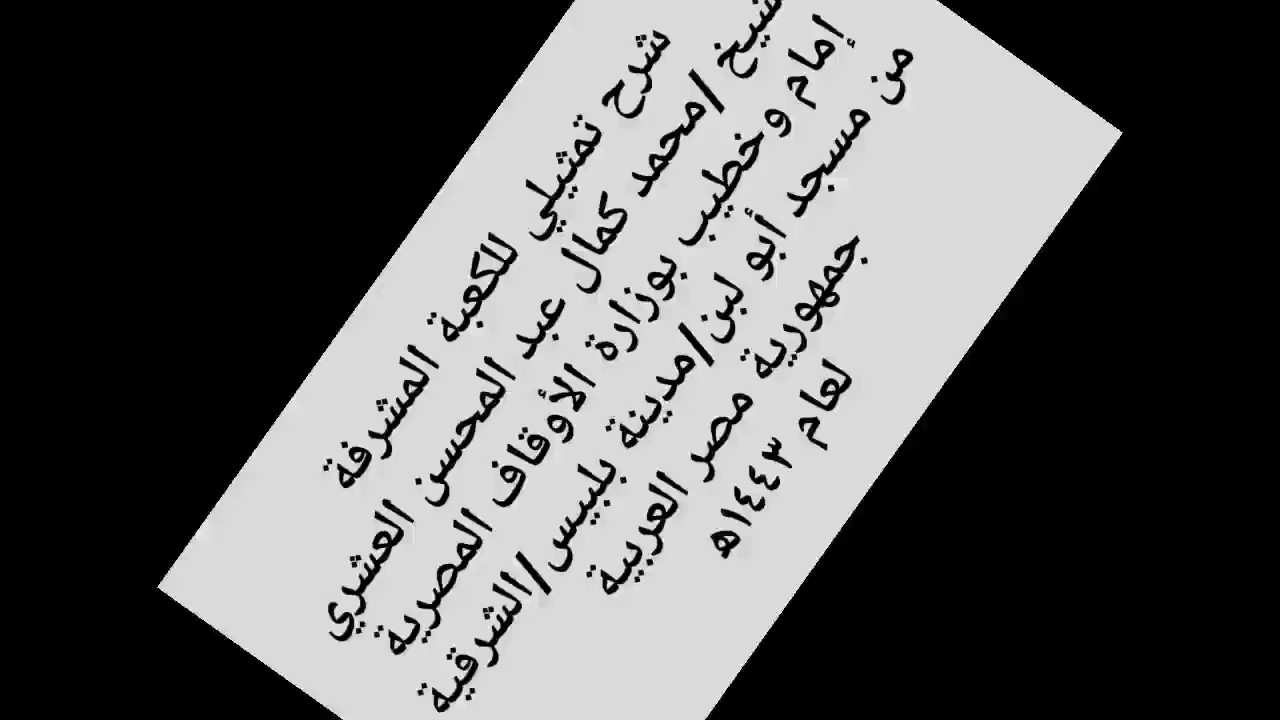 شرح تمثيلي للكعبة المشرفة
شيخ /محمد كمال عبد المحسن العشري
إمام وخطيب بوزارة الأوقاف المصرية
من مسجد أبو لبن/مدينة بلبيس/الشرقية
جمهورية مصر العربية
لعام ١٤٤٣ه